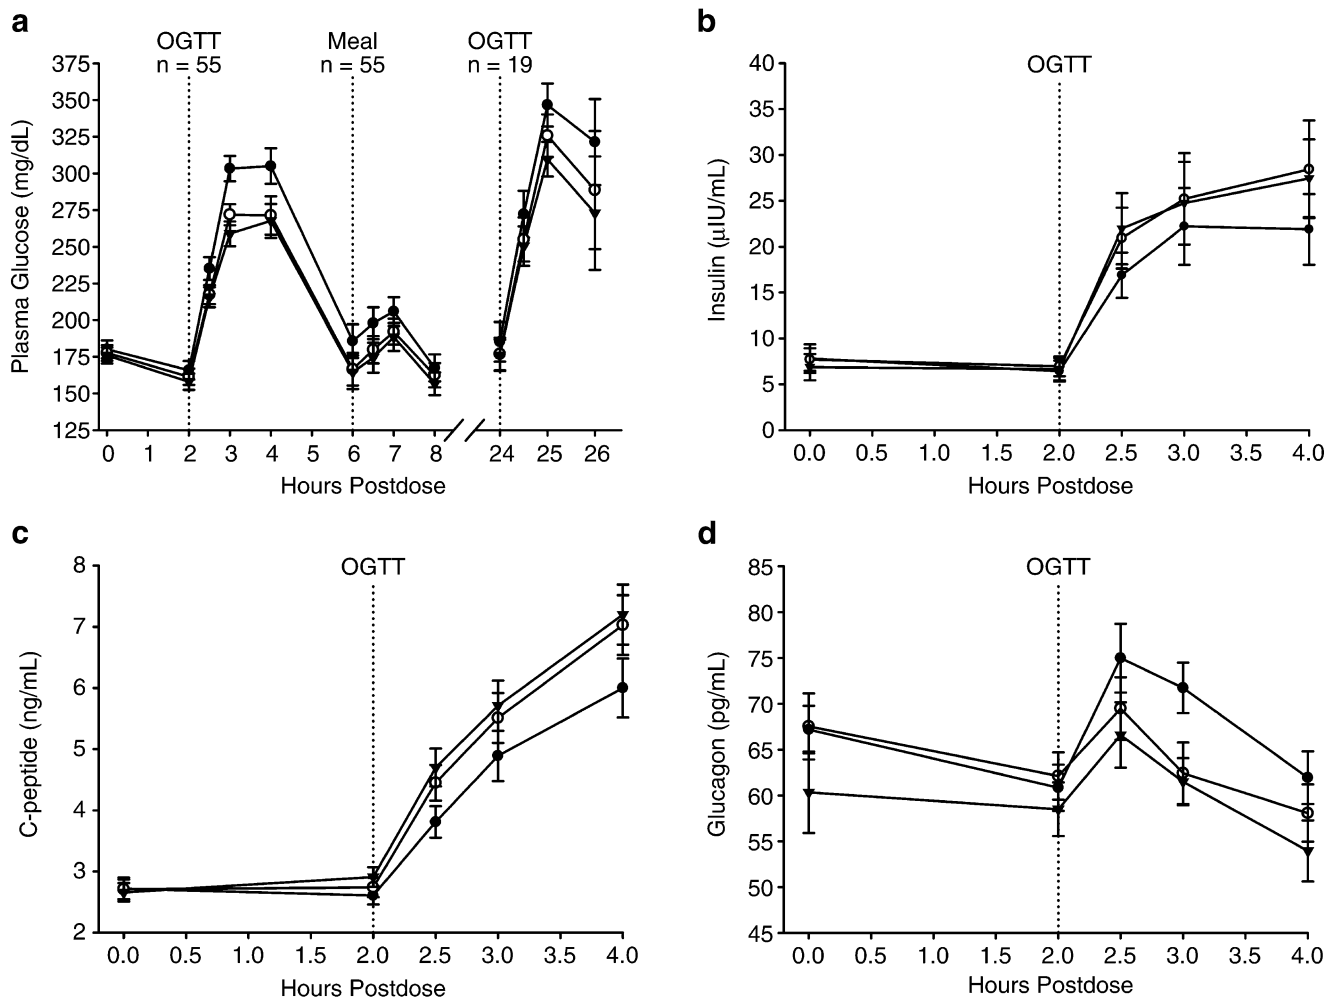 a
OGTT Meal OGTT
n = 55 n = 55 n = 19
375
350
325
300
275
250
225
200
175
150
125
Plasma Glucose (mg/dL)
0 1 2 3 4 5 6 7 8 24 25 26
Hours Postdose
b
OGTT
40
35
30
25
20
15
10
5
0
Insulin (µIU/mL)
0.0 0.5 1.0 1.5 2.0 2.5 3.0 3.5 4.0
Hours Postdose
c
OGTT
8
7
6
5
4
3
2
C-peptide (ng/mL)
0.0 0.5 1.0 1.5 2.0 2.5 3.0 3.5 4.0
Hours Postdose
d
OGTT
85
80
75
70
65
60
55
50
45
Glucagon (pg/mL)
0.0 0.5 1.0 1.5 2.0 2.5 3.0 3.5 4.0
Hours Postdose